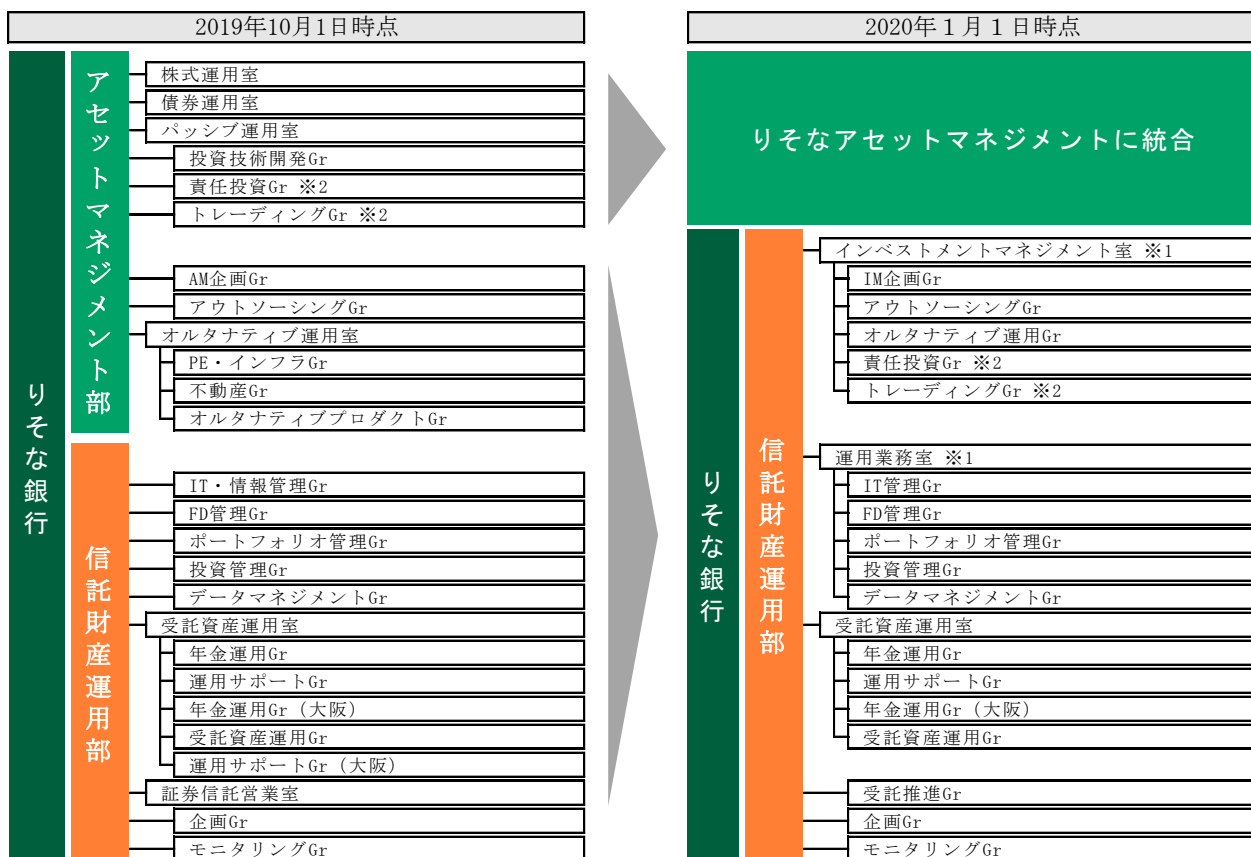 2019年10月1日時点
りそな銀行
アセットマネジメント部
株式運用室
債券運用室
パッシブ運用室
投資技術開発Gr
責任投資Gr ※2
トレーディングGr ※2
AM企画Gr
アウトソーシングGr
オルタナティブ運用室
PE・インフラGr
不動産Gr
オルタナティブプロダクトGr
信託財産運用部
IT・情報管理Gr
FD管理Gr
ポートフォリオ管理Gr
投資管理Gr
データマネジメントGr
受託資産運用室
年金運用Gr
運用サポートGr
年金運用Gr（大阪）
受託資産運用Gr
運用サポートGr（大阪）
証券信託営業室
企画Gr
モニタリングGr
2020年１月１日時点
りそなアセットマネジメントに統合
りそな銀行
信託財産運用部
インベストメントマネジメント室 ※1
IM企画Gr
アウトソーシングGr
オルタナティブ運用Gr
責任投資Gr ※2
トレーディングGr ※2
運用業務室 ※1
IT管理Gr
FD管理Gr
ポートフォリオ管理Gr
投資管理Gr
データマネジメントGr
受託資産運用室
年金運用Gr
運用サポートGr
年金運用Gr（大阪）
受託資産運用Gr
受託推進Gr
企画Gr
モニタリングGr